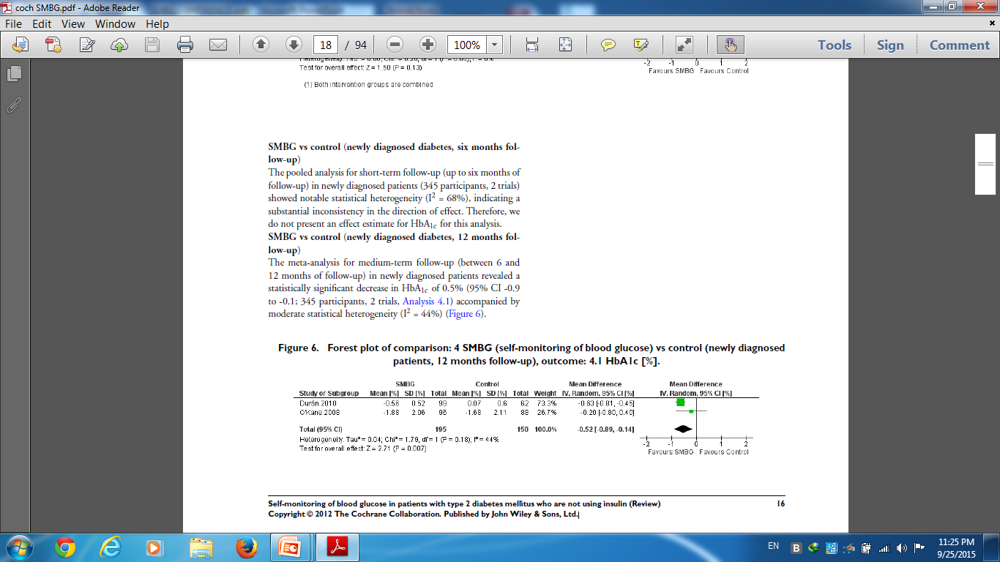 coch SMBG.pdf - Adobe Reader
File Edit View Window Help
18 / 94 100% Tools Sign Comment
Test for overall effect: Z = 1.50 (P = 0.13)
-2 -1 0 1 2
Favours SMBG Favours Control
(1) Both intervention groups are combined
SMBG vs control (newly diagnosed diabetes, six months fol-
low-up)
The pooled analysis for short-term follow-up (up to six months of
follow-up) in newly diagnosed patients (345 participants, 2 trials)
showed notable statistical heterogeneity (I² = 68%), indicating a
substantial inconsistency in the direction of effect. Therefore, we
do not present an effect estimate for HbA1c for this analysis.
SMBG vs control (newly diagnosed diabetes, 12 months fol-
low-up)
The meta-analysis for medium-term follow-up (between 6 and
12 months of follow-up) in newly diagnosed patients revealed a
statistically significant decrease in HbA1c of 0.5% (95% CI -0.9
to -0.1; 345 participants, 2 trials, Analysis 4.1) accompanied by
moderate statistical heterogeneity (I² = 44%) (Figure 6).
Figure 6. Forest plot of comparison: 4 SMBG (self-monitoring of blood glucose) vs control (newly diagnosed
patients, 12 months follow-up), outcome: 4.1 HbA1c [%].
SMBG Control Mean Difference Mean Difference
Study or Subgroup Mean [%] SD [%] Total Mean [%] SD [%] Total Weight IV, Random, 95% CI [%] IV, Random, 95% CI [%]
Durán 2010 -0.56 0.52 99 0.07 0.6 62 73.3% -0.63 [-0.81, -0.45]
O'Kane 2008 -1.88 2.06 96 -1.68 2.11 88 26.7% -0.20 [-0.80, 0.40]
Total (95% CI) 195 150 100.0% -0.52 [-0.89, -0.14]
Heterogeneity: Tau² = 0.04; Chi² = 1.79, df = 1 (P = 0.18); I² = 44%
Test for overall effect: Z = 2.71 (P = 0.007)
-2 -1 0 1 2
Favours SMBG Favours Control
Self-monitoring of blood glucose in patients with type 2 diabetes mellitus who are not using insulin (Review) 16
Copyright © 2012 The Cochrane Collaboration. Published by John Wiley & Sons, Ltd.
EN
11:25 PM
9/25/2015